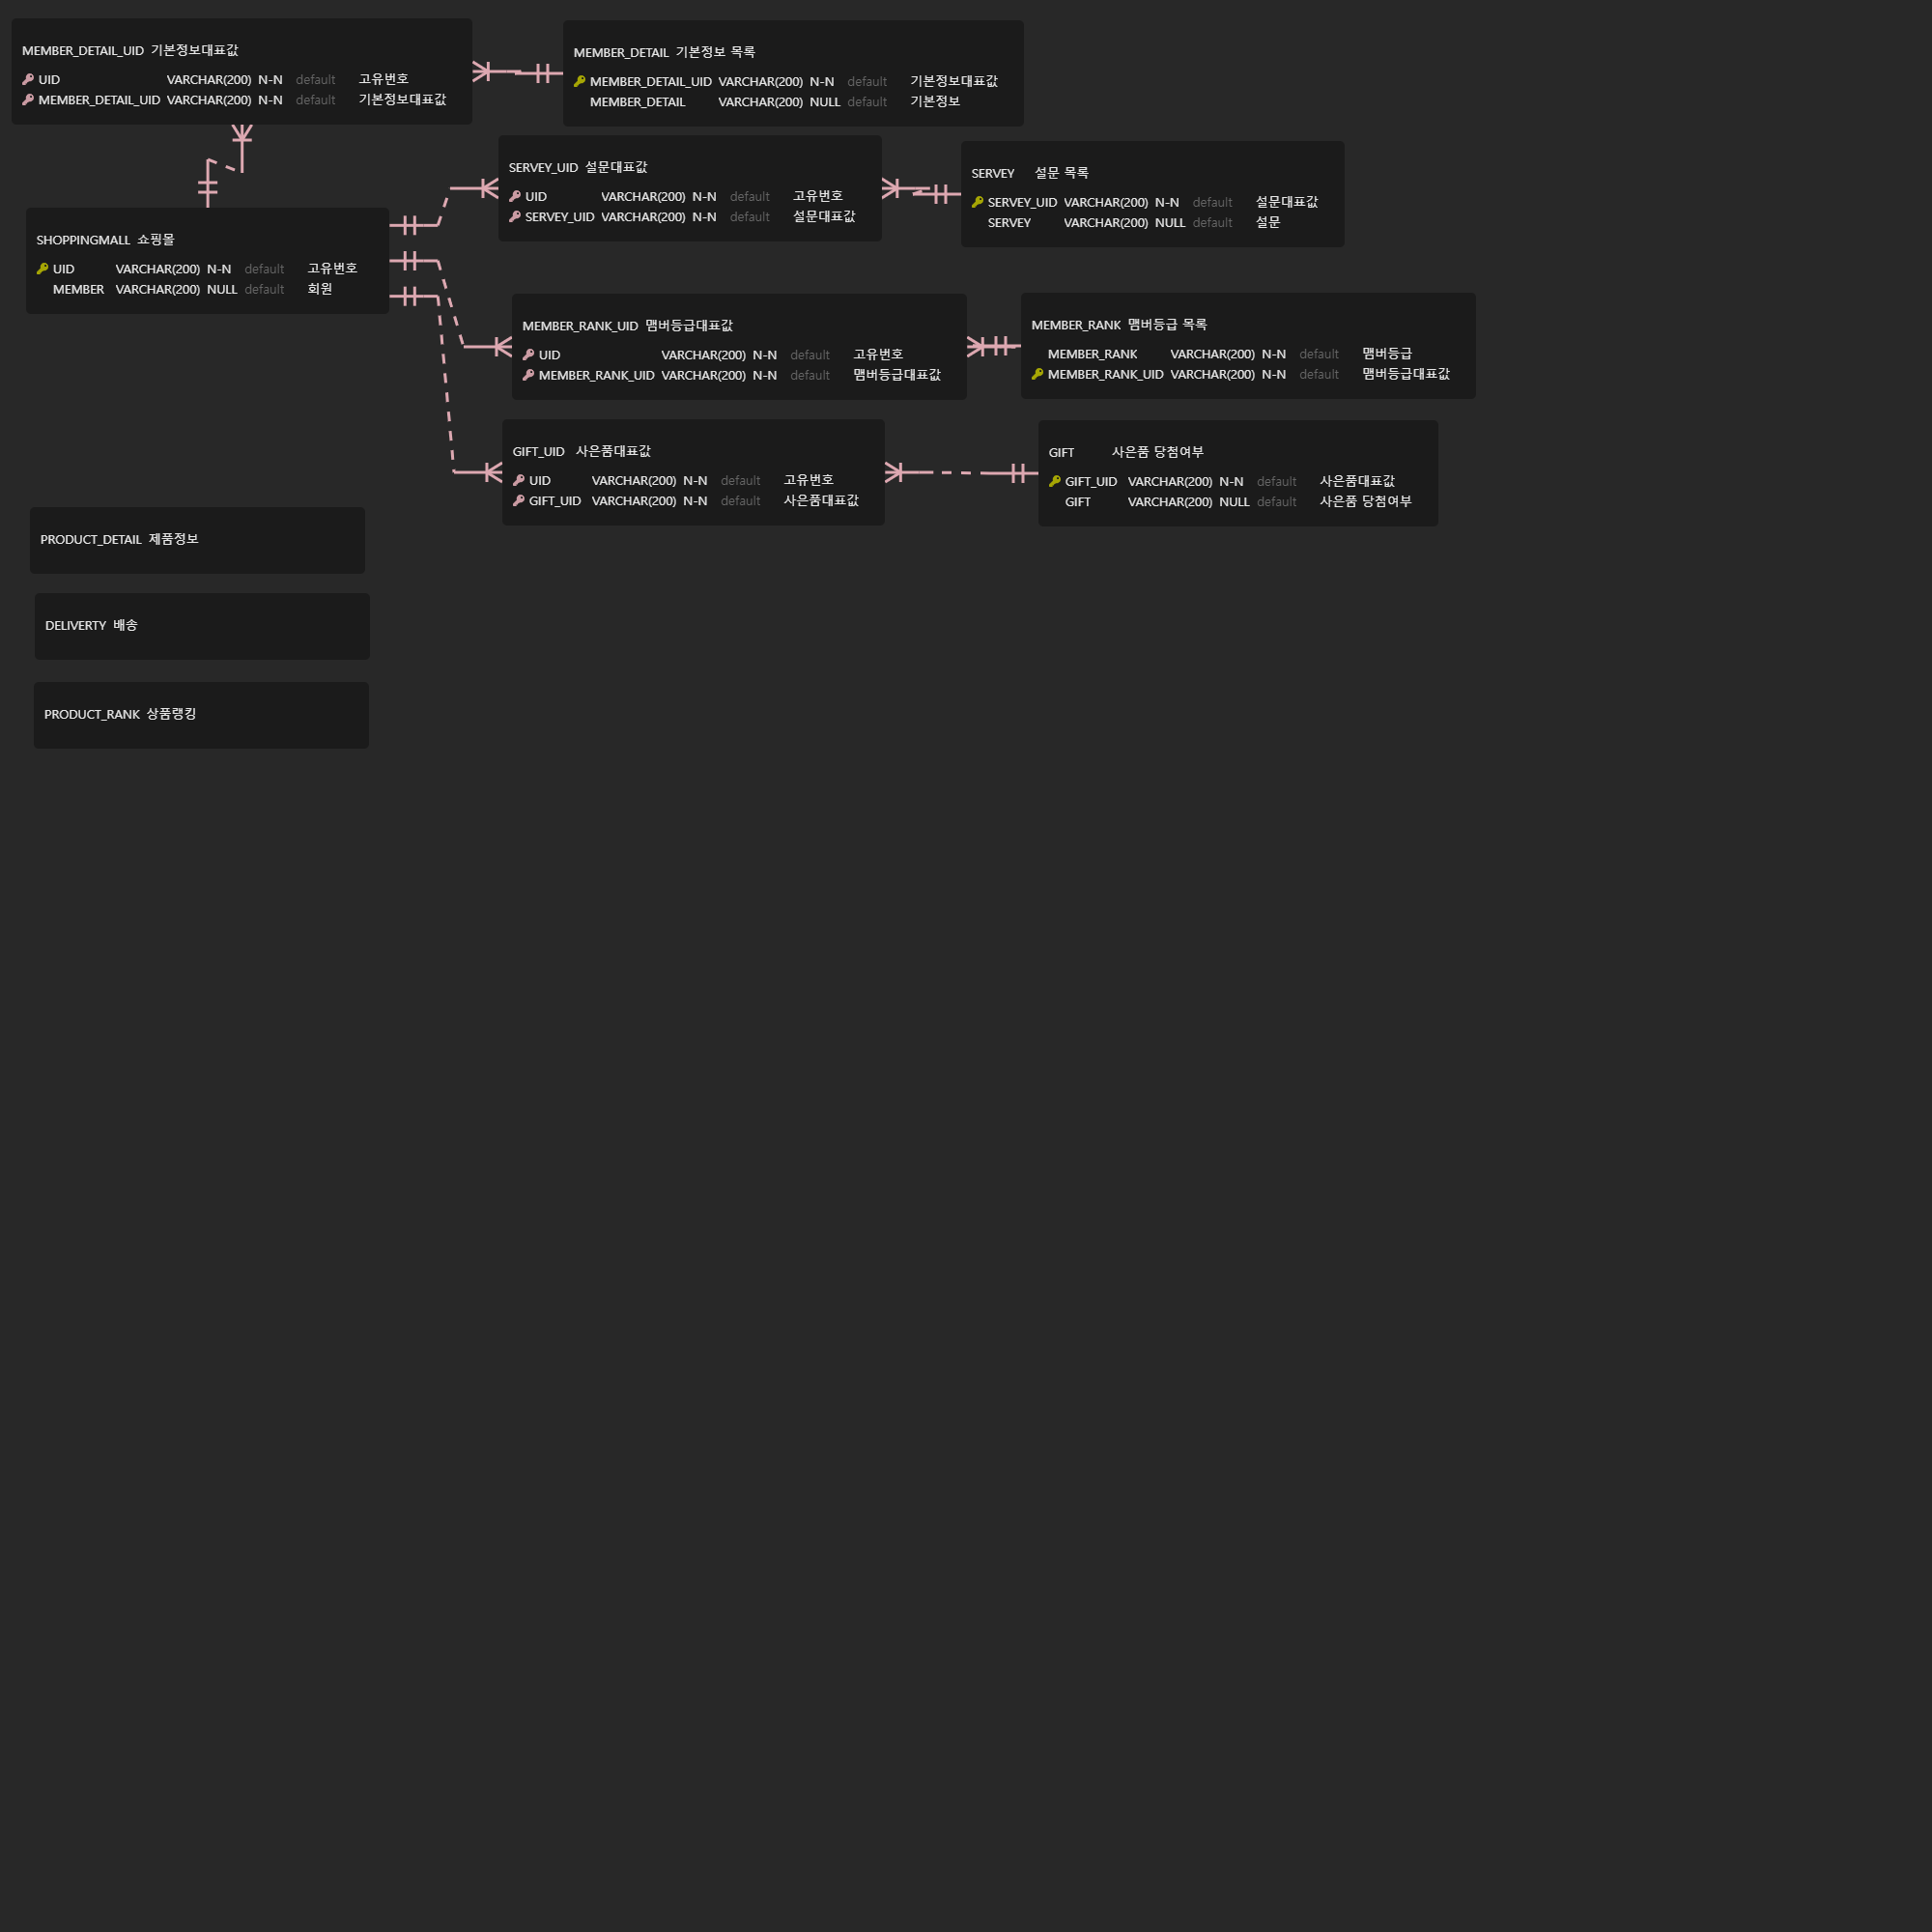 MEMBER_DETAIL_UID 기본정보대표값
UID VARCHAR(200) N-N default 고유번호
MEMBER_DETAIL_UID VARCHAR(200) N-N default 기본정보대표값
MEMBER_DETAIL 기본정보 목록
MEMBER_DETAIL_UID VARCHAR(200) N-N default 기본정보대표값
MEMBER_DETAIL VARCHAR(200) NULL default 기본정보
SERVEY_UID 설문대표값
UID VARCHAR(200) N-N default 고유번호
SERVEY_UID VARCHAR(200) N-N default 설문대표값
SERVEY 설문 목록
SERVEY_UID VARCHAR(200) N-N default 설문대표값
SERVEY VARCHAR(200) NULL default 설문
SHOPPINGMALL 쇼핑몰
UID VARCHAR(200) N-N default 고유번호
MEMBER VARCHAR(200) NULL default 회원
MEMBER_RANK_UID 맴버등급대표값
UID VARCHAR(200) N-N default 고유번호
MEMBER_RANK_UID VARCHAR(200) N-N default 맴버등급대표값
MEMBER_RANK 맴버등급 목록
MEMBER_RANK VARCHAR(200) N-N default 맴버등급
MEMBER_RANK_UID VARCHAR(200) N-N default 맴버등급대표값
GIFT_UID 사은품대표값
UID VARCHAR(200) N-N default 고유번호
GIFT_UID VARCHAR(200) N-N default 사은품대표값
GIFT 사은품 당첨여부
GIFT_UID VARCHAR(200) N-N default 사은품대표값
GIFT VARCHAR(200) NULL default 사은품 당첨여부
PRODUCT_DETAIL 제품정보
DELIVERTY 배송
PRODUCT_RANK 상품랭킹